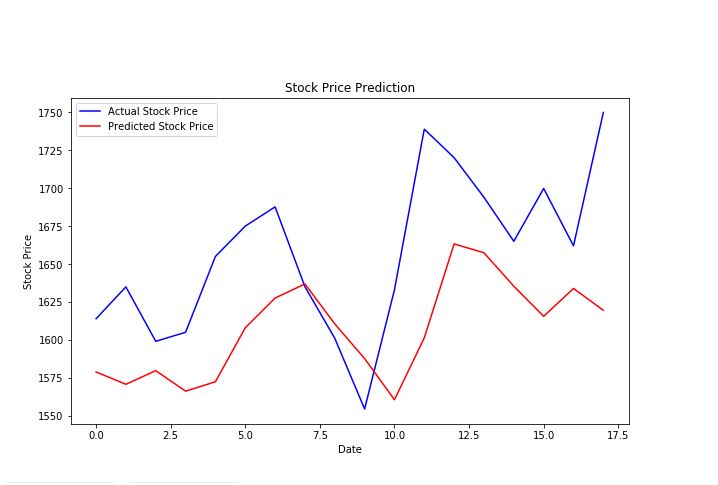 Stock Price Prediction
Actual Stock Price
Predicted Stock Price
1750
1725
1700
1675
1650
1625
1600
1575
1550
Stock Price
0.0 2.5 5.0 7.5 10.0 12.5 15.0 17.5
Date